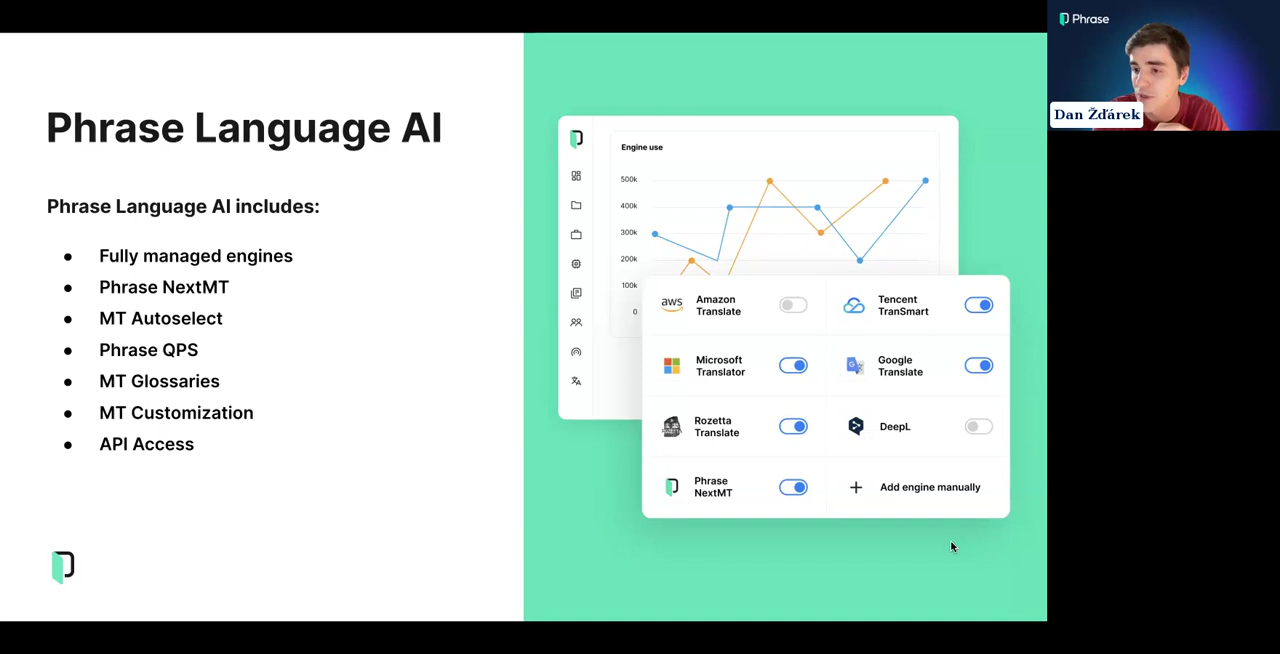 Phrase Language AI
Phrase Language AI includes:
● Fully managed engines
● Phrase NextMT
● MT Autoselect
● Phrase QPS
● MT Glossaries
● MT Customization
● API Access
Engine use
500k
400k
300k
200k
100k
0
aws
Amazon
Translate
Tencent
TranSmart
Microsoft
Translator
Google
Translate
Rozetta
Translate
DeepL
Phrase
NextMT
Add engine manually
Phrase
Dan Žďárek